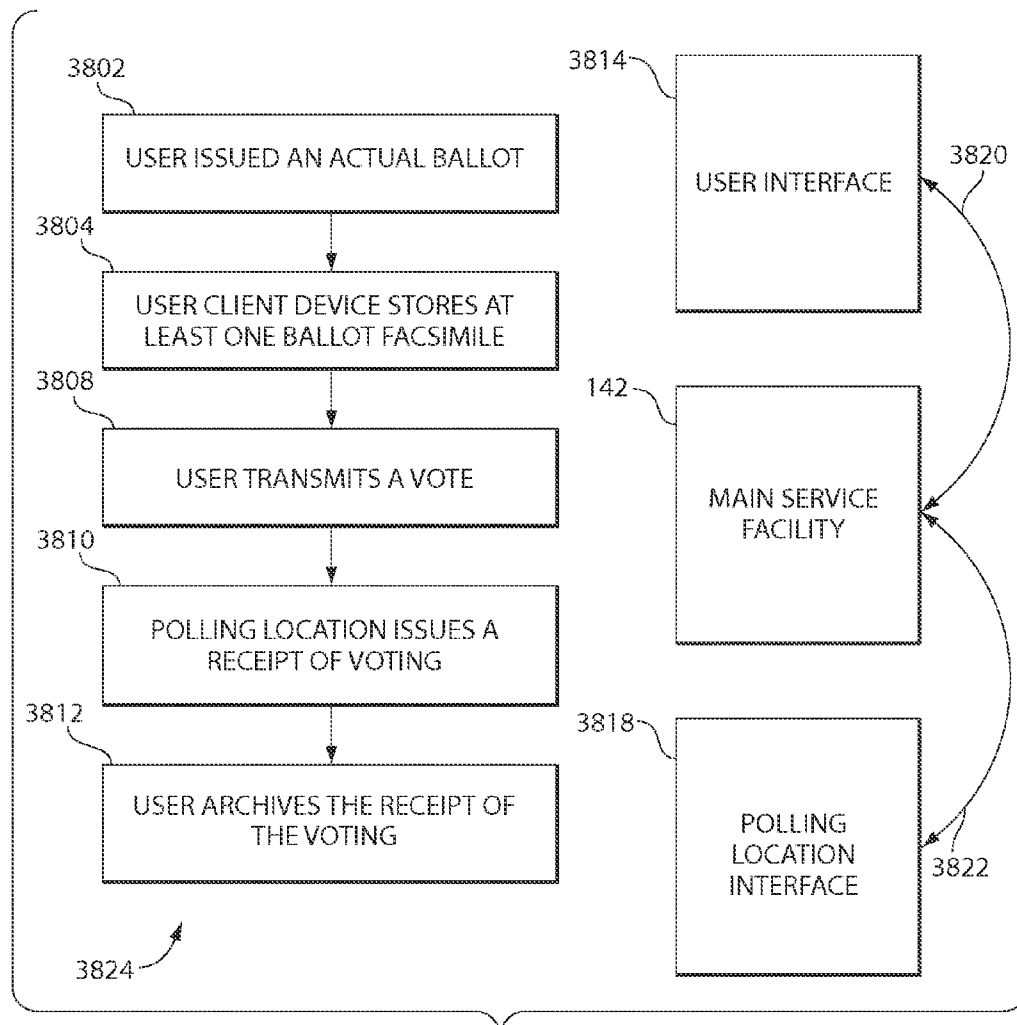 3802
USER ISSUED AN ACTUAL BALLOT
3804
USER CLIENT DEVICE STORES AT
LEAST ONE BALLOT FACSIMILE
3808
USER TRANSMITS A VOTE
3810
POLLING LOCATION ISSUES A
RECEIPT OF VOTING
3812
USER ARCHIVES THE RECEIPT OF
THE VOTING
3824
3814
USER INTERFACE
3820
142
MAIN SERVICE
FACILITY
3818
POLLING
LOCATION
INTERFACE
3822